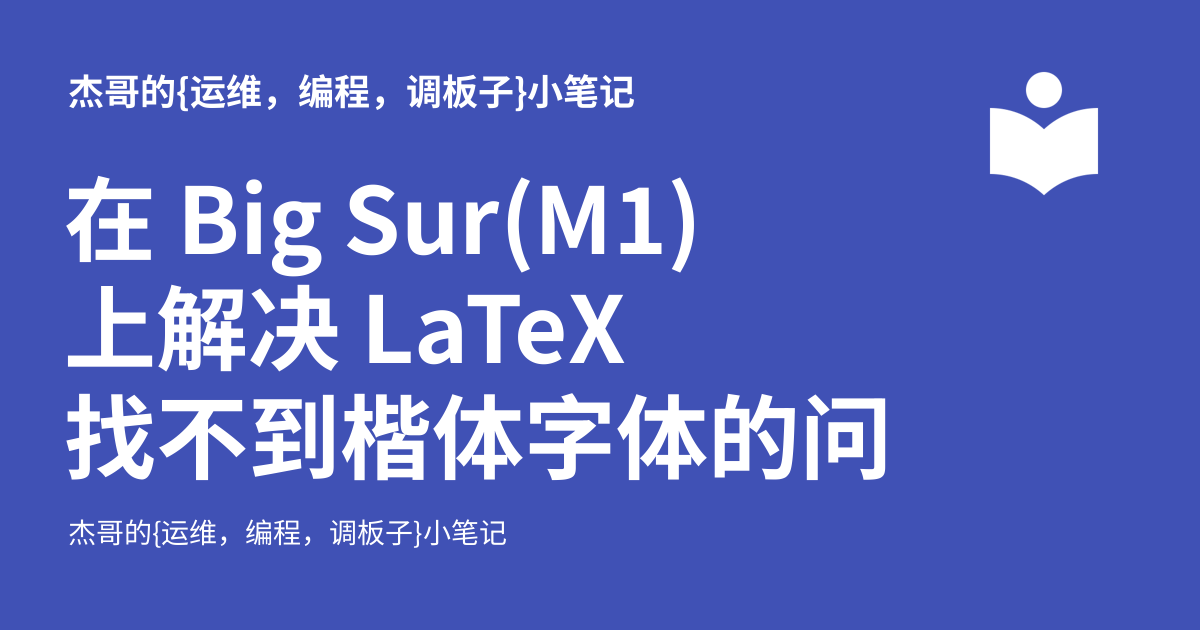 杰哥的{运维，编程，调板子}小笔记
在 Big Sur(M1)
上解决 LaTeX
找不到楷体字体的问
杰哥的{运维，编程，调板子}小笔记